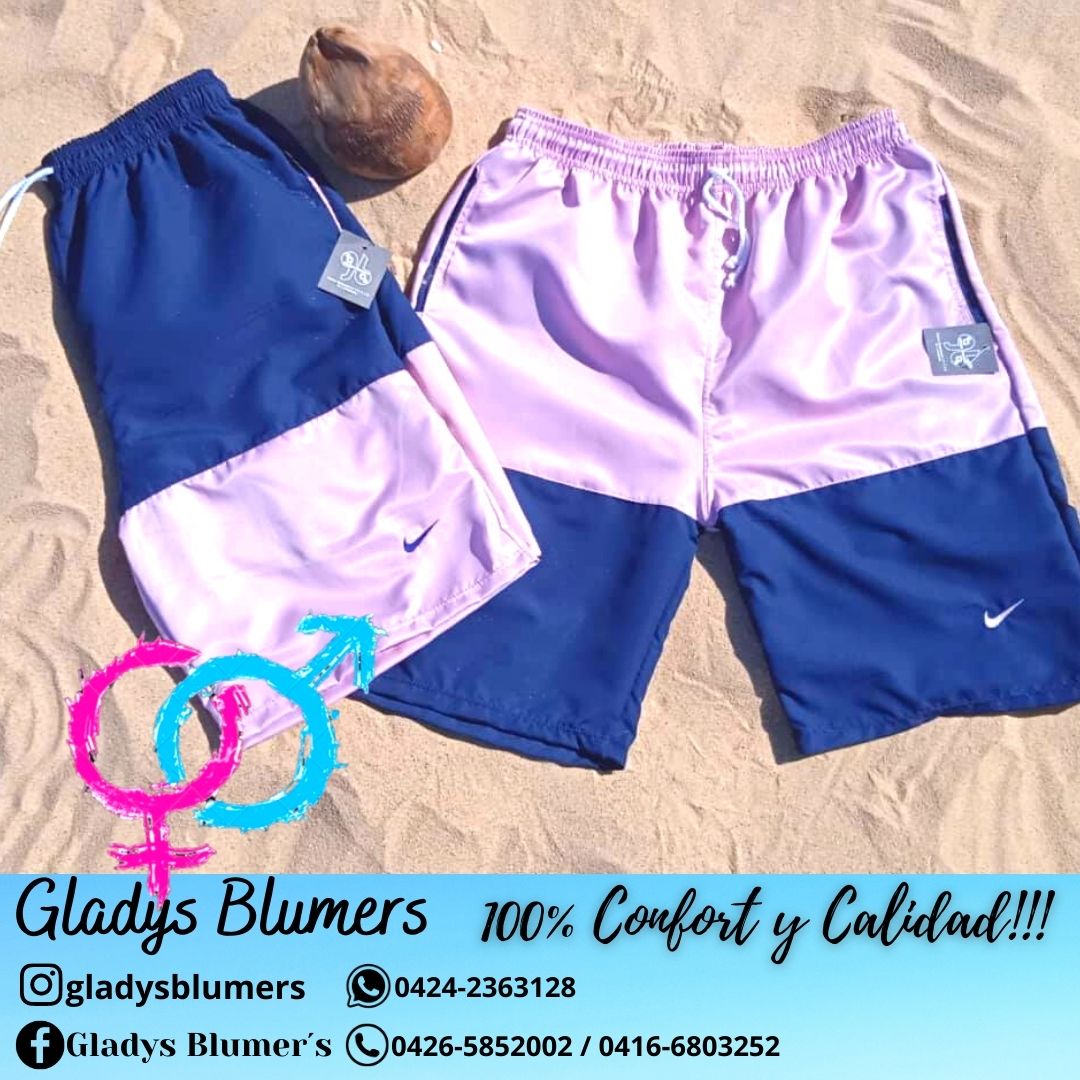 Gladys Blumers
100% Confort y Calidad!!!
gladysblumers
0424-2363128
Gladys Blumer´s
0426-5852002 / 0416-6803252